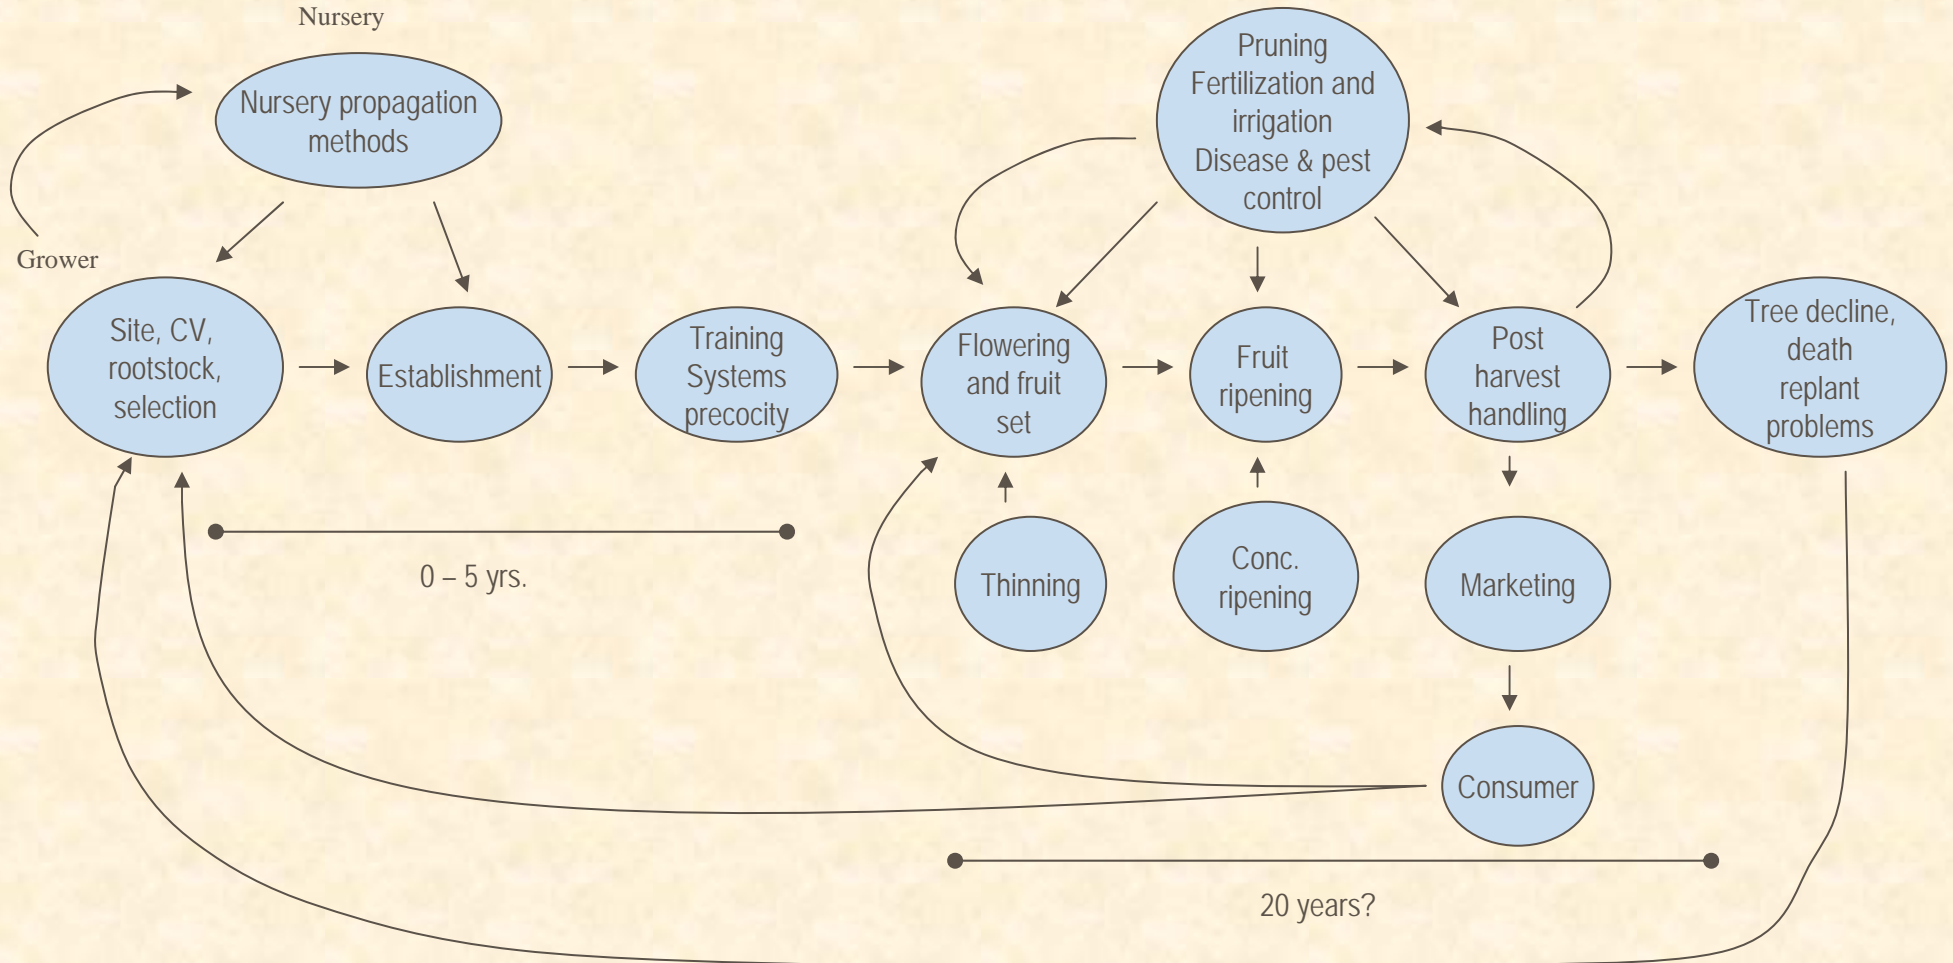 Nursery
Nursery propagation
methods
Grower
Pruning
Fertilization and
irrigation
Disease & pest
control
Site, CV,
rootstock,
selection
Establishment
Training
Systems
precocity
Flowering
and fruit
set
Fruit
ripening
Post
harvest
handling
Tree decline,
death
replant
problems
0 – 5 yrs.
Thinning
Conc.
ripening
Marketing
Consumer
20 years?